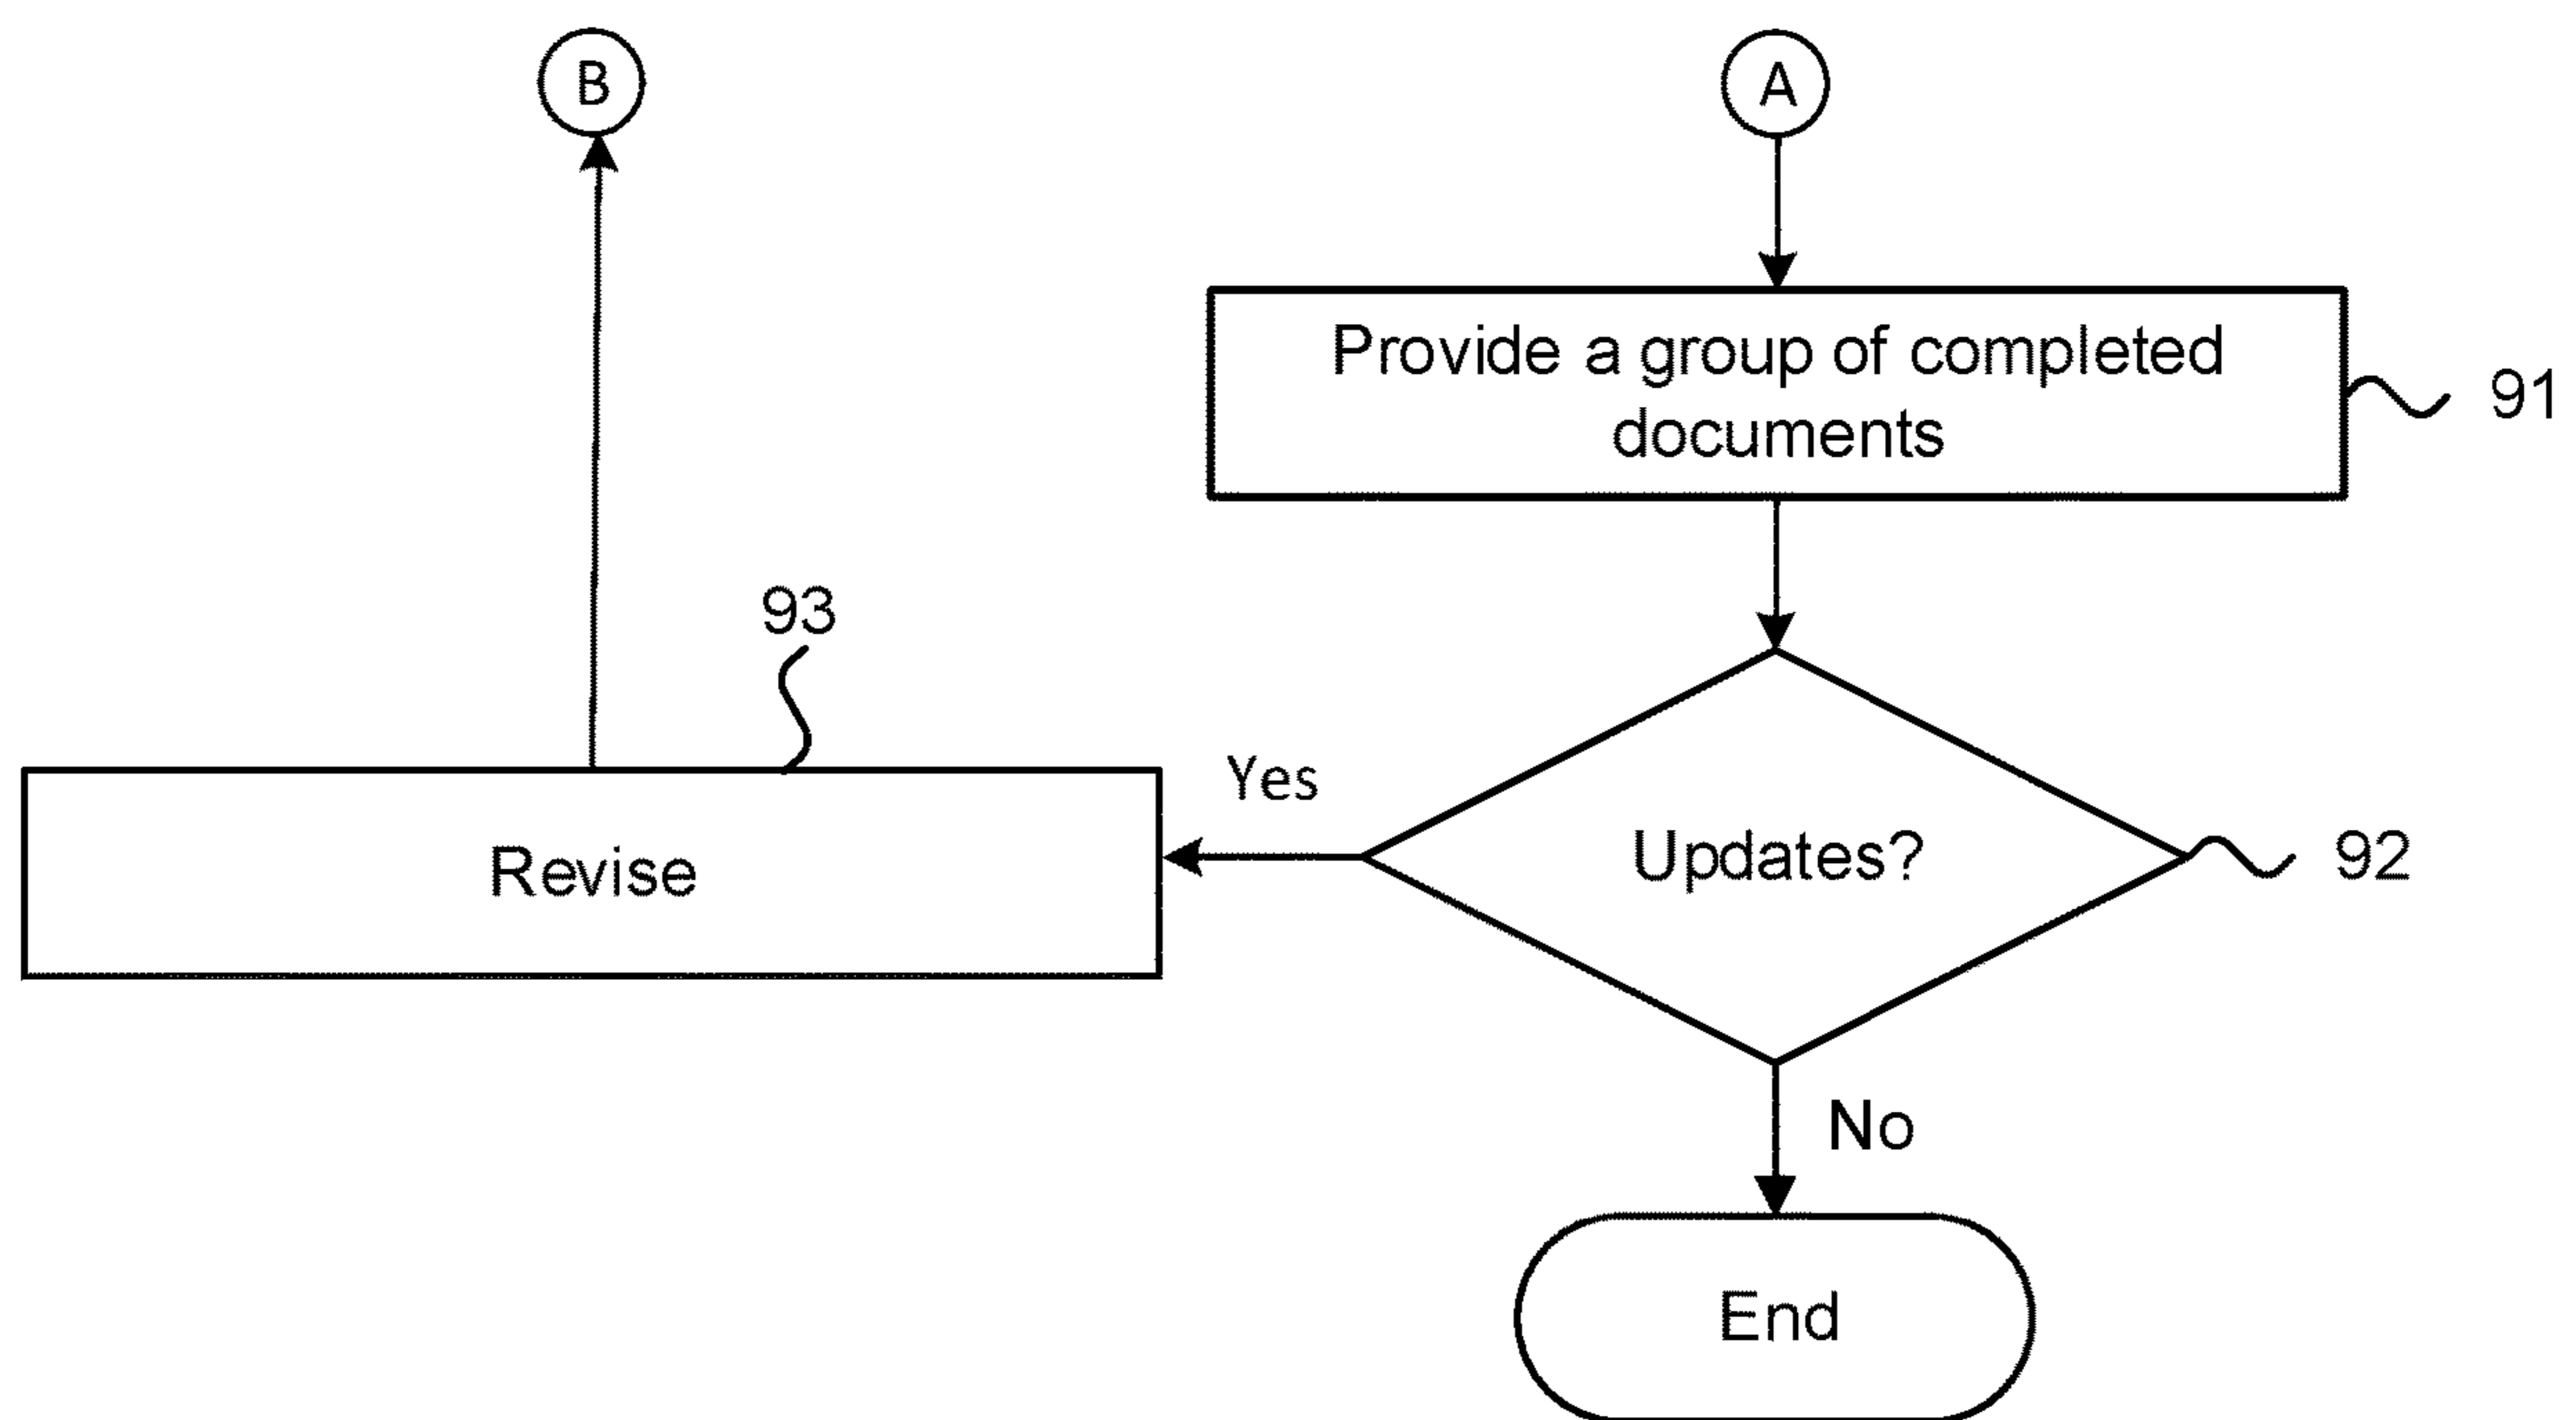 B
A
Provide a group of completed
documents
91
93
Yes
Revise
Updates?
92
No
End